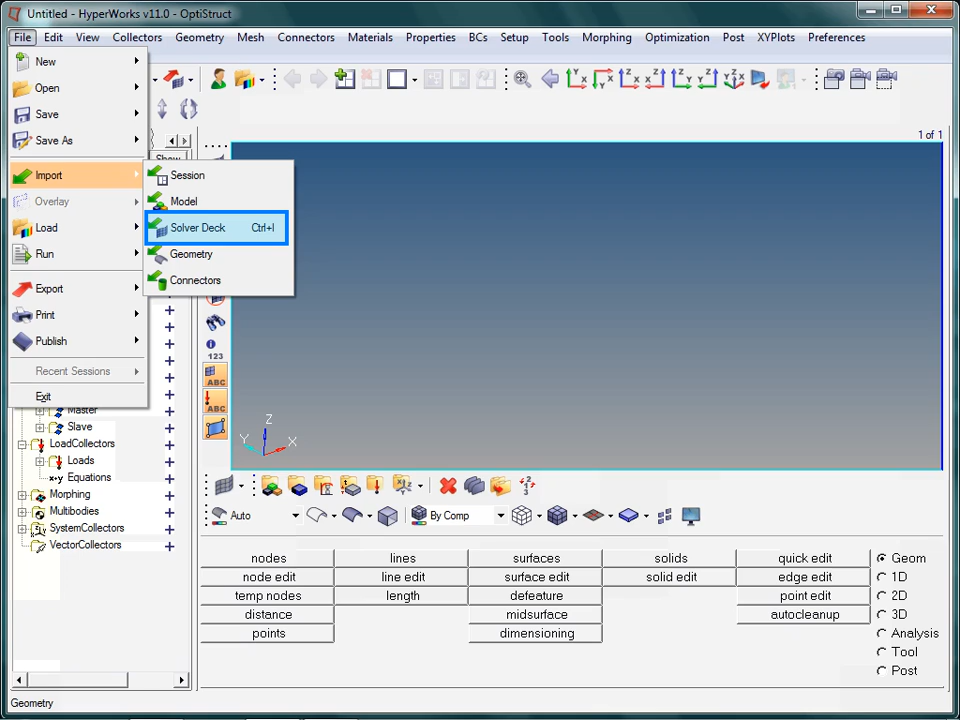 Untitled - HyperWorks v11.0 - OptiStruct
File Edit View Collectors Geometry Mesh Connectors Materials Properties BCs Setup Tools Morphing Optimization Post XYPlots Preferences
New
Open
Save
Save As
1 of 1
Show
Import
Session
Overlay
Model
Load
Solver Deck Ctrl+I
Run
Geometry
Connectors
Export
Print
Publish
123
Recent Sessions
ABC
Exit
ABC
Master
Slave
Z
Y X
LoadCollectors
Loads
x=y Equations
Morphing
Multibodies
Auto By Comp
SystemCollectors
VectorCollectors
nodes lines surfaces solids quick edit Geom
node edit line edit surface edit solid edit edge edit 1D
temp nodes length defeature point edit 2D
distance midsurface autocleanup 3D
points dimensioning Analysis
Tool
Post
Geometry